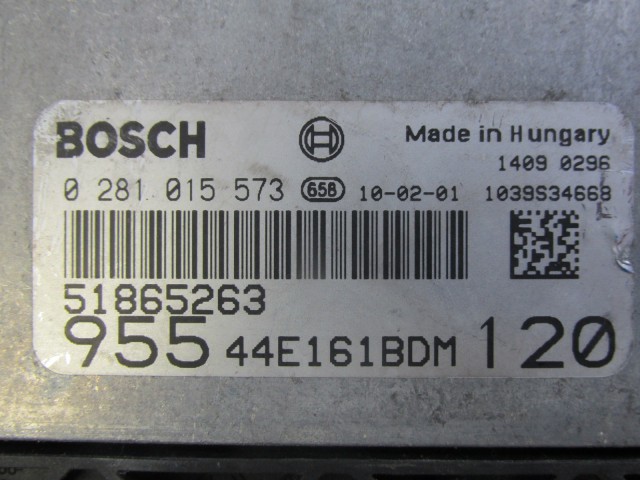 BOSCH Made in Hungary
1409 0296
0 281 015 573 658 10-02-01 1039S34668
51865263
955 44E161BDM 120